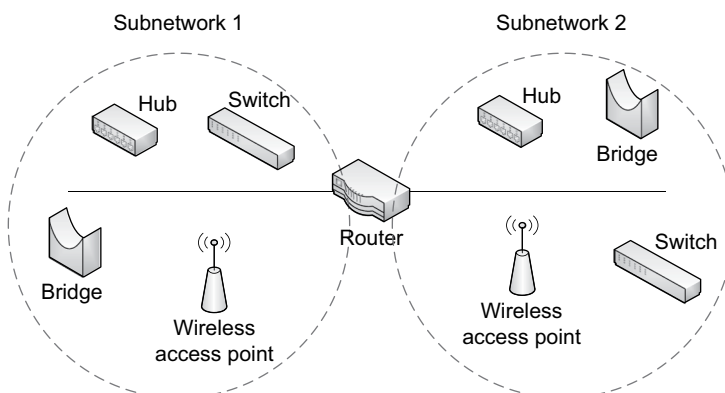 Subnetwork 1
Subnetwork 2
Hub
Switch
Hub
Bridge
Router
Bridge
Wireless
access point
Wireless
access point
Switch